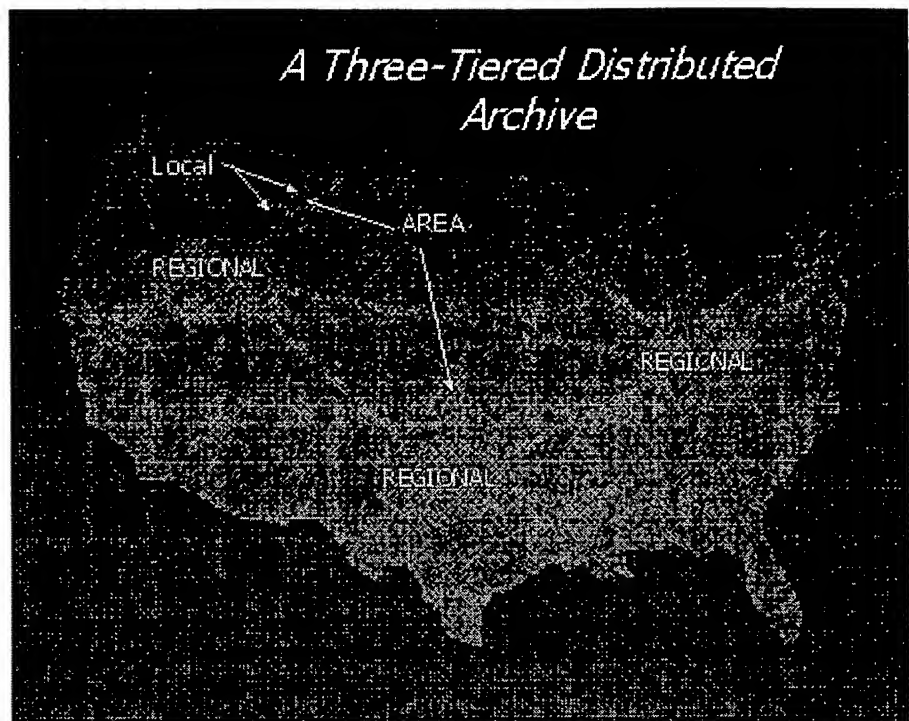 A Three-Tiered Distributed
Archive
Local
AREA
REGIONAL
REGIONAL
REGIONAL